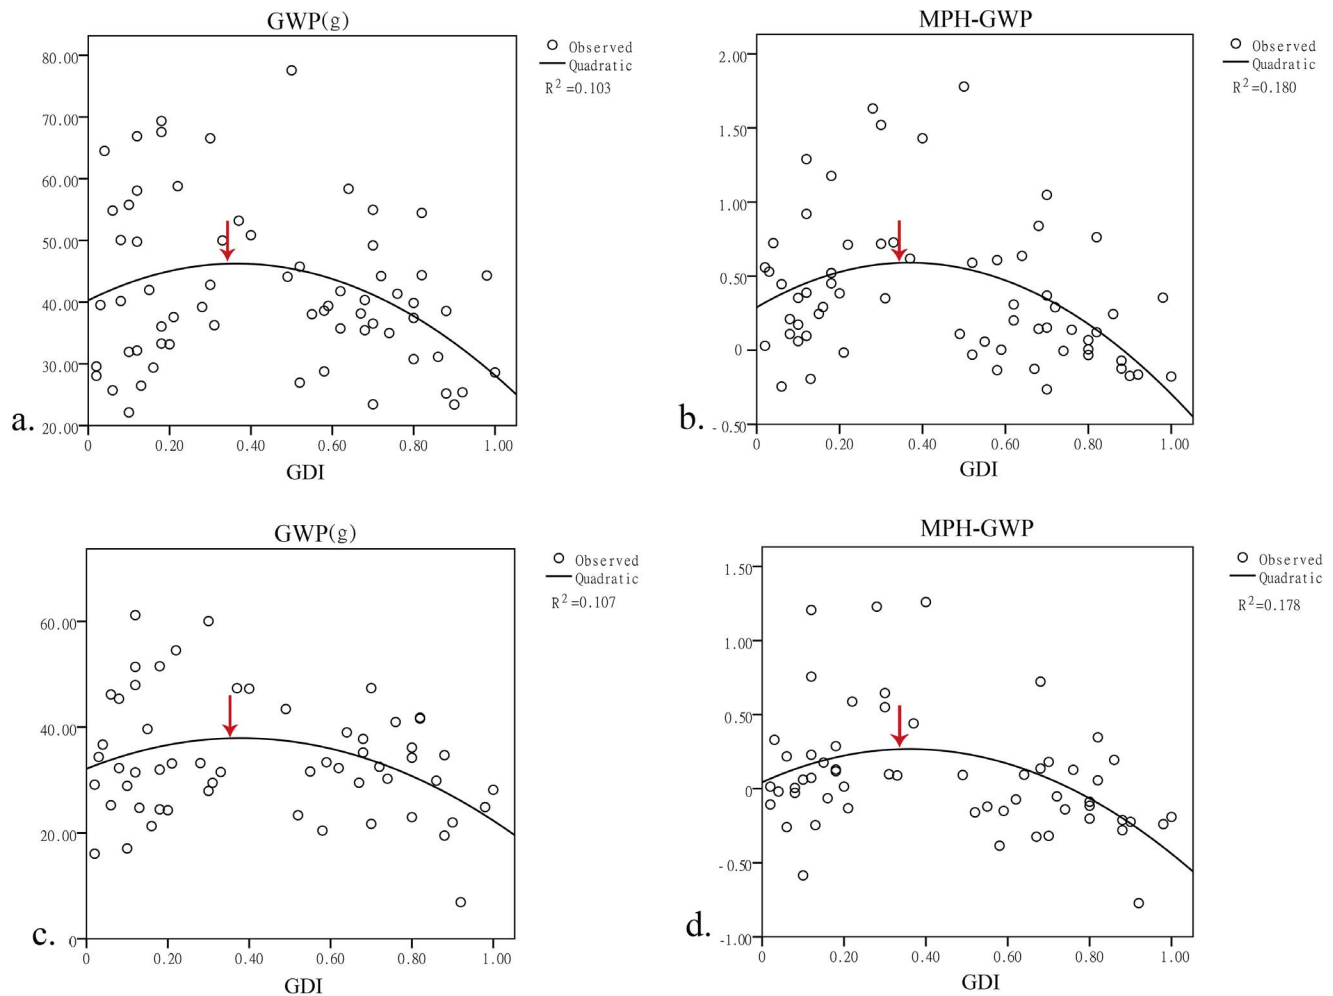 GWP(g)
80.00
70.00
60.00
50.00
40.00
30.00
20.00
0
0.20
0.40
0.60
0.80
1.00
GDI
a.
Observed
Quadratic
R2 =0.103
MPH-GWP
2.00
1.50
1.00
0.50
0
- 0.50
0
0.20
0.40
0.60
0.80
1.00
GDI
b.
Observed
Quadratic
R2=0.180
GWP(g)
60.00
40.00
20.00
0
0
0.20
0.40
0.60
0.80
1.00
GDI
c.
Observed
Quadratic
R2=0.107
MPH-GWP
1.50
1.00
0.50
0
- 0.50
-1.00
0
0.20
0.40
0.60
0.80
1.00
GDI
d.
Observed
Quadratic
R2=0.178